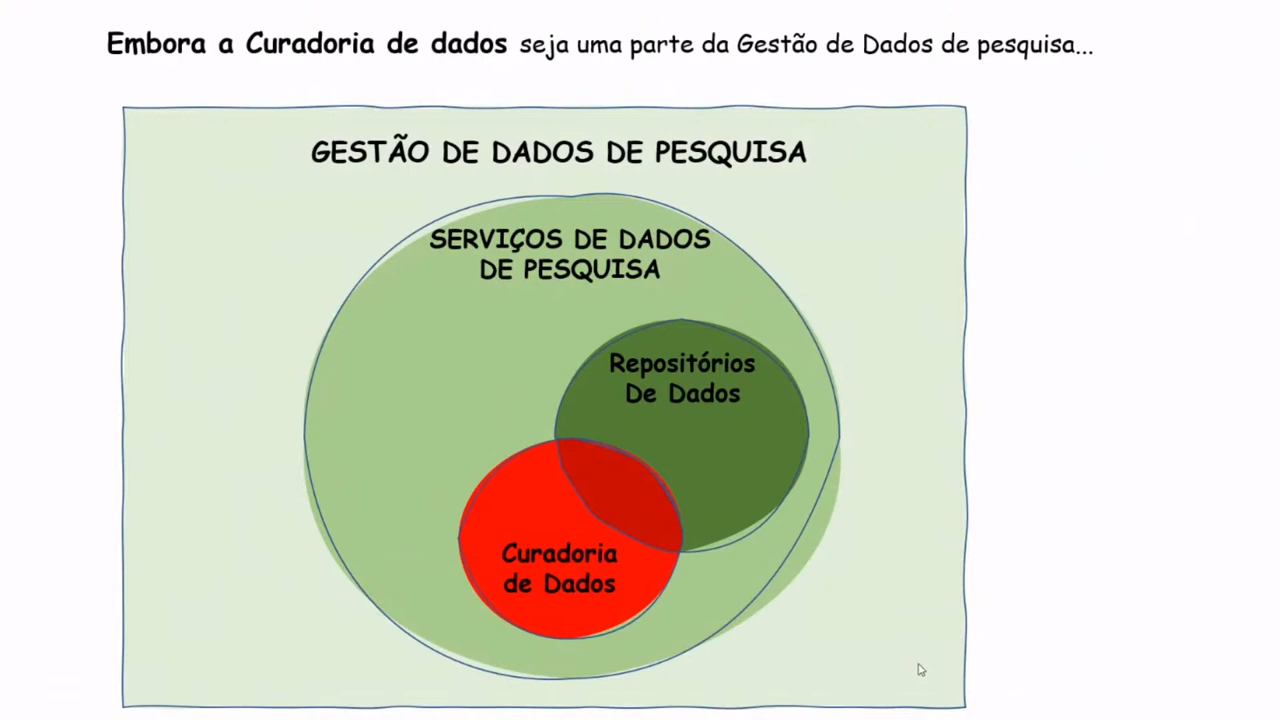 Embora a Curadoria de dados seja uma parte da Gestão de Dados de pesquisa...
GESTÃO DE DADOS DE PESQUISA
SERVIÇOS DE DADOS
DE PESQUISA
Repositórios
De Dados
Curadoria
de Dados